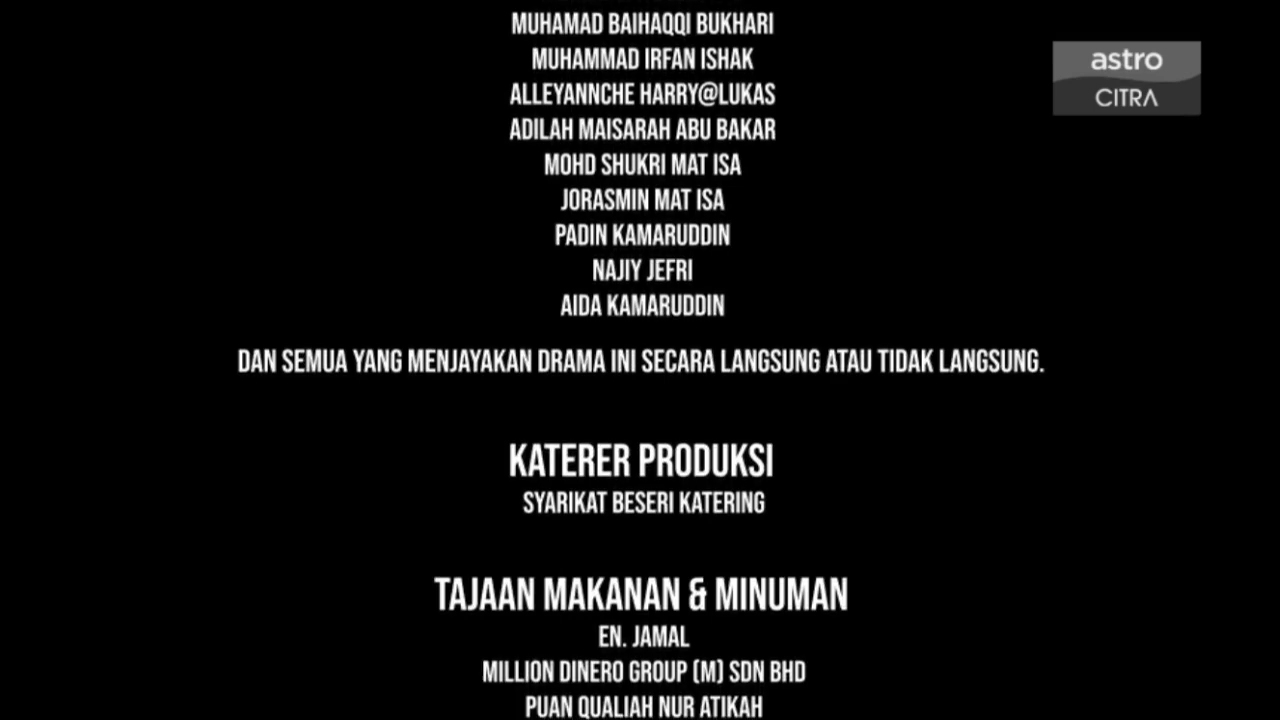 MUHAMAD BAIHAQQI BUKHARI
MUHAMMAD IRFAN ISHAK
ALLEYANNCHE HARRY@LUKAS
ADILAH MAISARAH ABU BAKAR
MOHD SHUKRI MAT ISA
JORASMIN MAT ISA
PADIN KAMARUDDIN
NAJIY JEFRI
AIDA KAMARUDDIN
DAN SEMUA YANG MENJAYAKAN DRAMA INI SECARA LANGSUNG ATAU TIDAK LANGSUNG.
KATERER PRODUKSI
SYARIKAT BESERI KATERING
TAJAAN MAKANAN & MINUMAN
EN. JAMAL
MILLION DINERO GROUP (M) SDN BHD
PUAN QUALIAH NUR ATIKAH
astro
CITRA